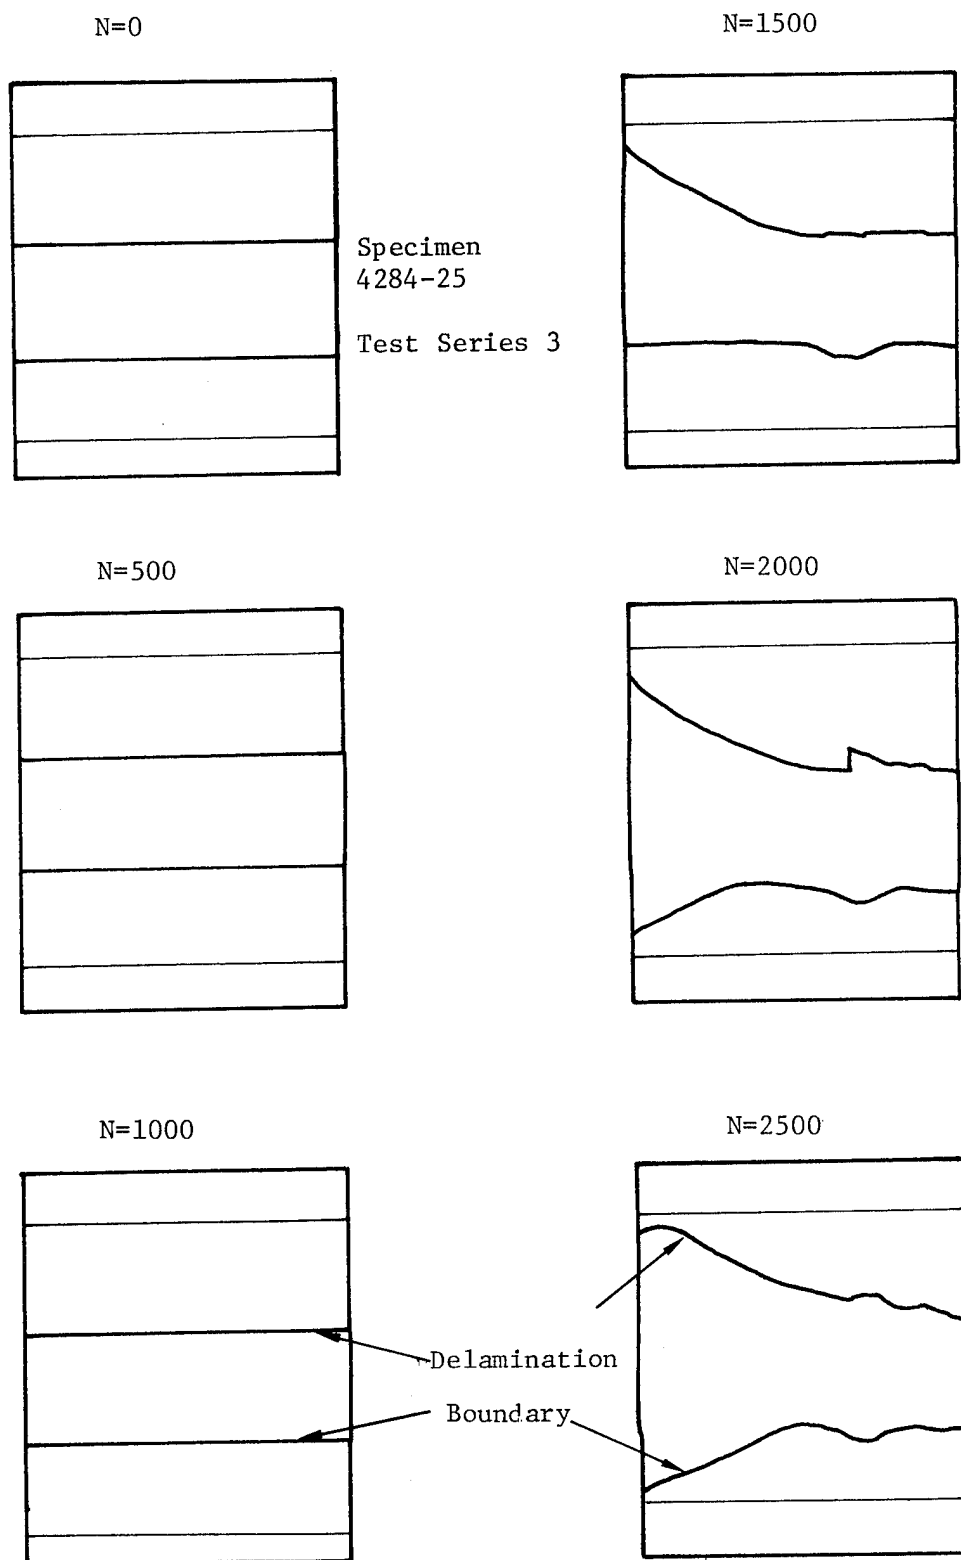 N=0
N=1500
Specimen
4284-25
Test Series 3
N=500
N=2000
N=1000
N=2500
Delamination
Boundary